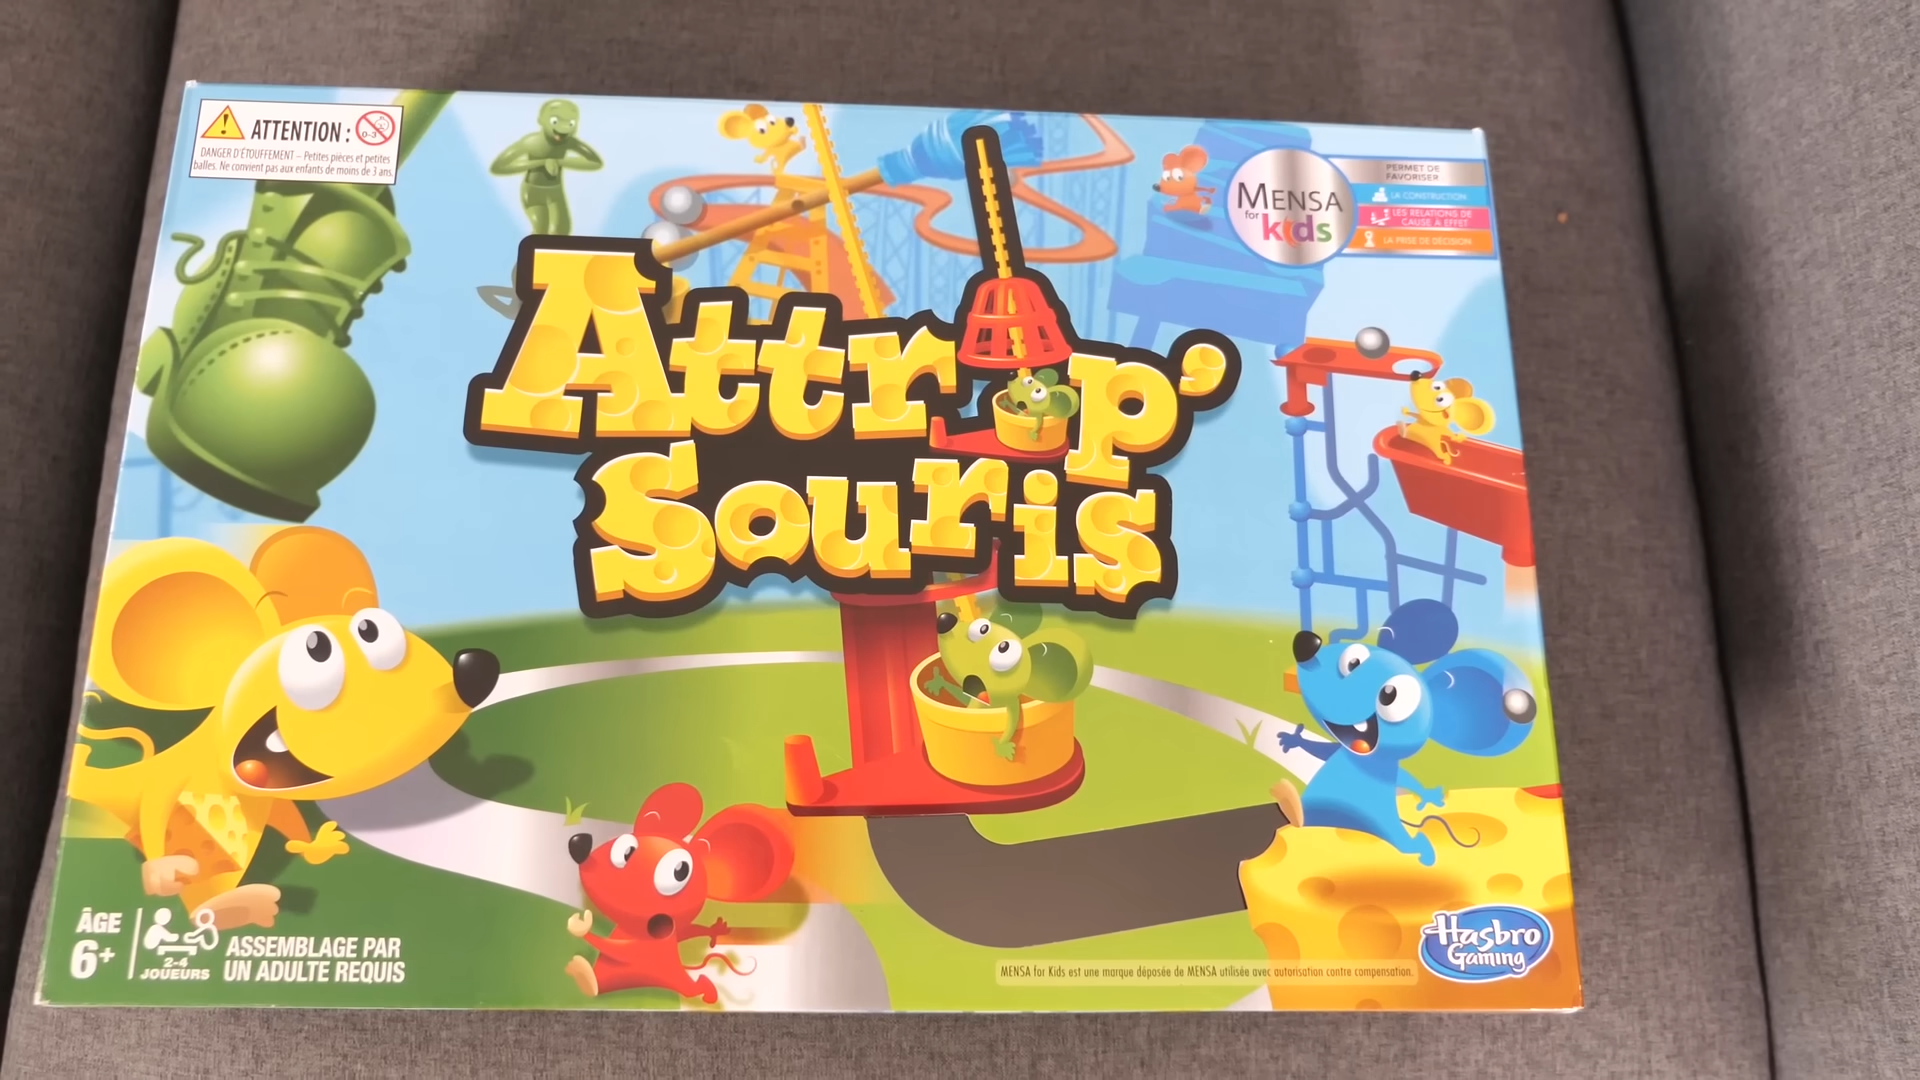 ATTENTION :
0-3
DANGER D'ÉTOUFFEMENT – Petites pièces et petites
balles. Ne convient pas aux enfants de moins de 3 ans.
MENSA
for
kids
PERMET DE
FAVORISER
LA CONSTRUCTION
LES RELATIONS DE
CAUSE À EFFET
LA PRISE DE DÉCISION
Attrap'
Souris
ÂGE
6+
2-4
JOUEURS
ASSEMBLAGE PAR
UN ADULTE REQUIS
MENSA for Kids est une marque déposée de MENSA utilisée avec autorisation contre compensation.
Hasbro
Gaming